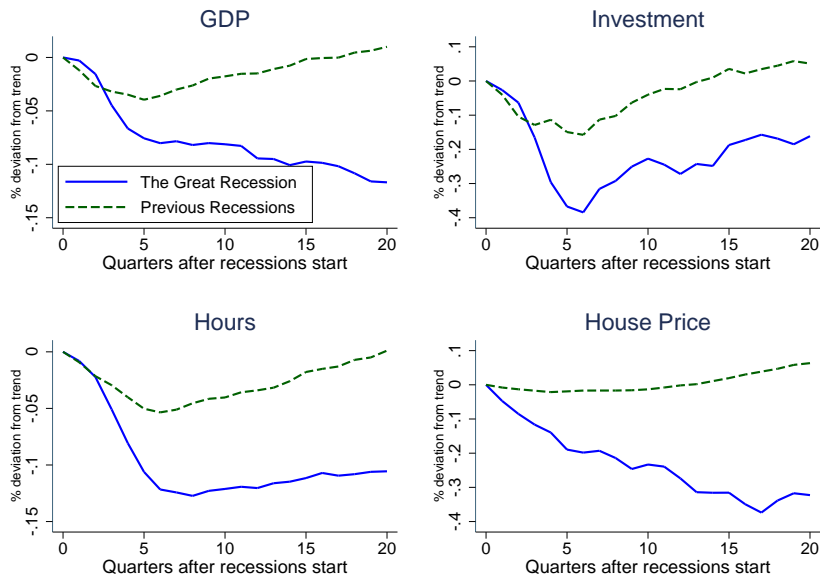 GDP
% deviation from trend
0
-.05
-.1
-.15
The Great Recession
Previous Recessions
0 5 10 15 20
Quarters after recessions start
Investment
% deviation from trend
.1
0
-.1
-.2
-.3
-.4
0 5 10 15 20
Quarters after recessions start
Hours
% deviation from trend
0
-.05
-.1
-.15
0 5 10 15 20
Quarters after recessions start
House Price
% deviation from trend
.1
0
-.1
-.2
-.3
-.4
0 5 10 15 20
Quarters after recessions start